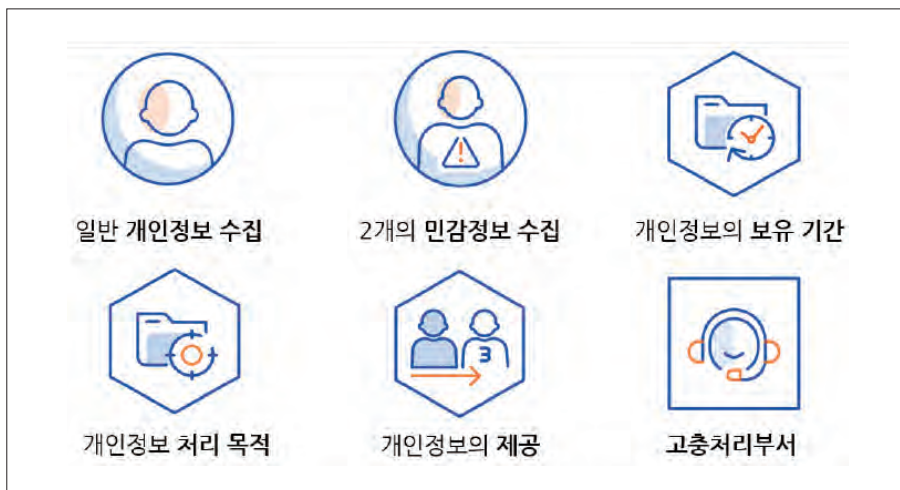 일반 개인정보 수집
2개의 민감정보 수집
개인정보의 보유 기간
3
개인정보 처리 목적
개인정보의 제공
고충처리부서